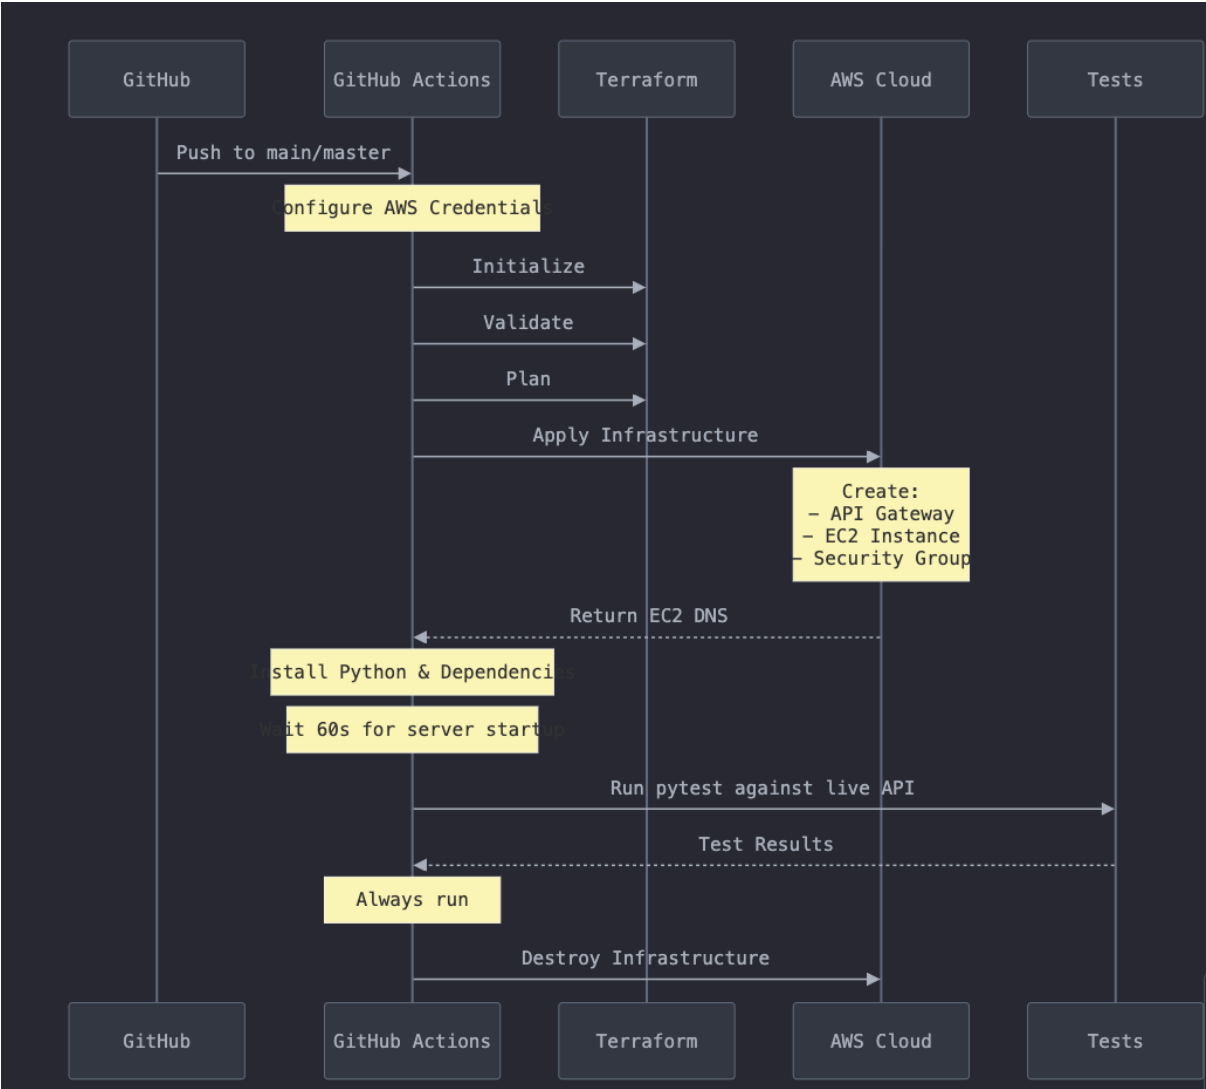 GitHub
GitHub Actions
Terraform
AWS Cloud
Tests
Push to main/master
Configure AWS Credentials
Initialize
Validate
Plan
Apply Infrastructure
Create:
- API Gateway
- EC2 Instance
- Security Group
Return EC2 DNS
Install Python & Dependencies
Wait 60s for server startup
Run pytest against live API
Test Results
Always run
Destroy Infrastructure
GitHub
GitHub Actions
Terraform
AWS Cloud
Tests